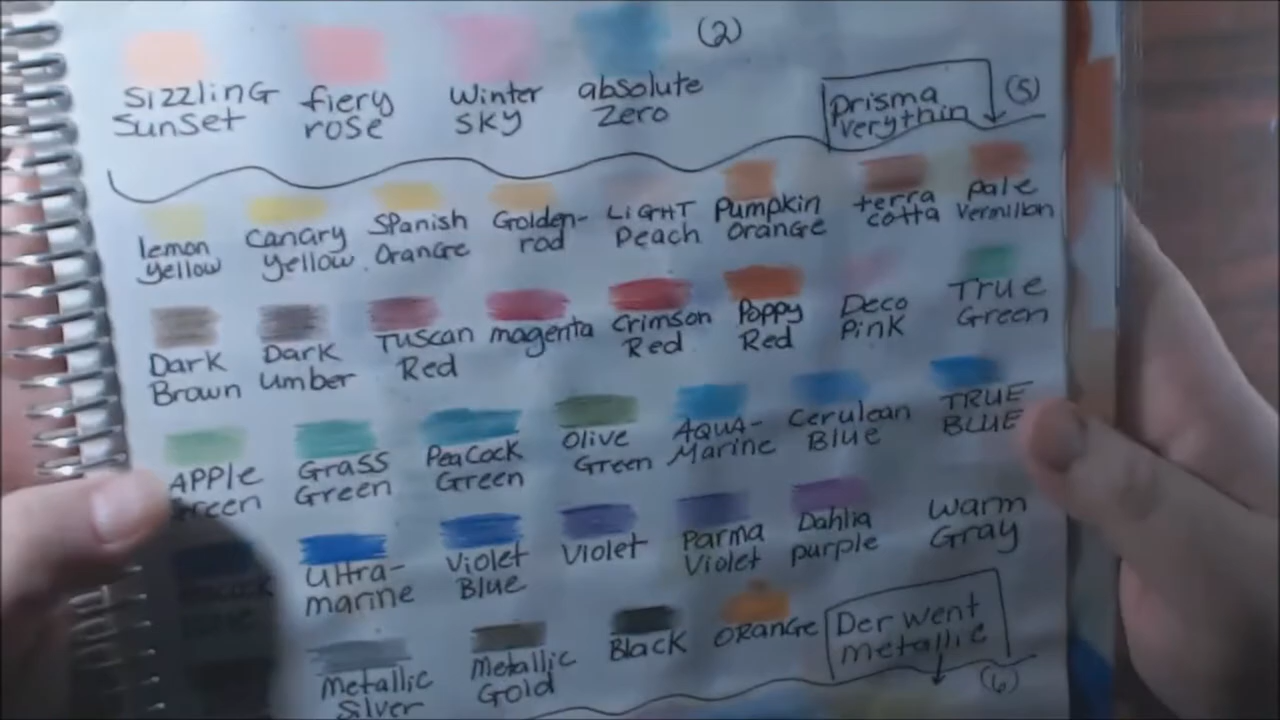 (2)
SIZZLING SUNSET
fiery rose
Winter SKY
absolute Zero
Prisma Verythin
(5)
lemon yellow
Canary yellow
Spanish Orange
Golden-rod
LIGHT Peach
Pumpkin Orange
terra cotta
pale Vermilion
Dark Brown
Dark Umber
Tuscan Red
magenta
Crimson Red
Poppy Red
Deco Pink
True Green
APPLE Green
Grass Green
Peacock Green
Olive Green
AQUA-Marine
Cerulean Blue
TRUE BLUE
Ultra-marine
Violet Blue
Violet
Parma Violet
Dahlia purple
Warm Gray
Metallic Silver
Metallic Gold
Black
Orange
Derwent metallic
(6)